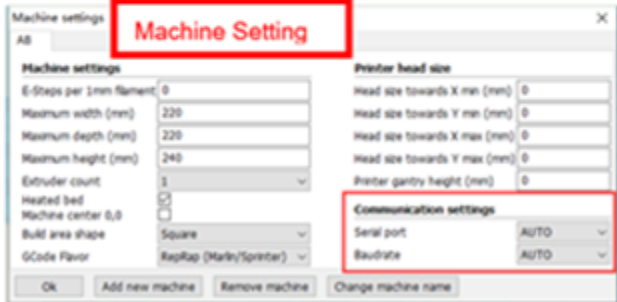 Machine settings
Machine Setting
A8
Machine settings
E-Steps per 1mm filament 0
Maximum width (mm) 220
Maximum depth (mm) 220
Maximum height (mm) 240
Extruder count 1
Heated bed
Machine center 0,0
Build area shape Square
GCode Flavor RepRap (Marlin/Sprinter)
Printer head size
Head size towards X min (mm) 0
Head size towards Y min (mm) 0
Head size towards X max (mm) 0
Head size towards Y max (mm) 0
Printer gantry height (mm) 0
Communication settings
Serial port AUTO
Baudrate AUTO
Ok Add new machine Remove machine Change machine name